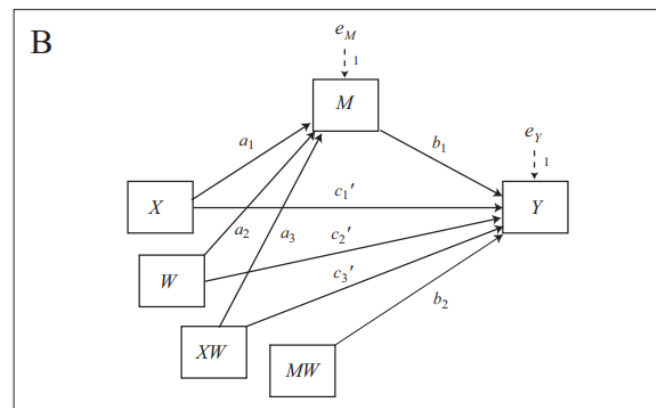 B
e_M
1
M
e_Y
a_1
b_1
1
X
c_1′
Y
a_2
a_3
c_2′
W
c_3′
b_2
XW
MW